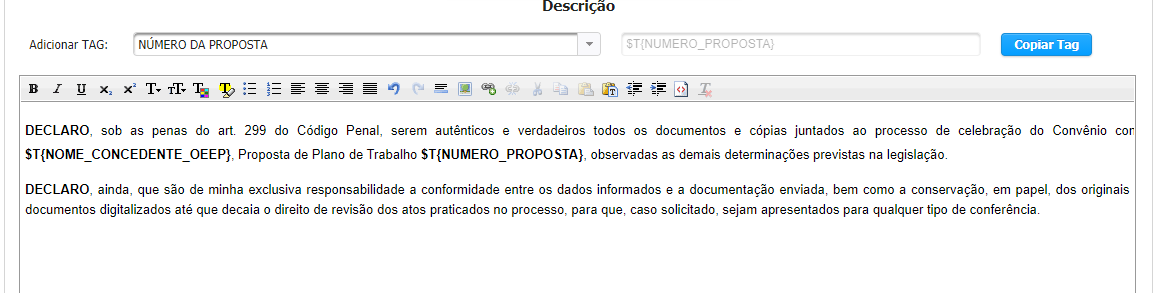 Descrição
Adicionar TAG: NÚMERO DA PROPOSTA $T{NUMERO_PROPOSTA} Copiar Tag
DECLARO, sob as penas do art. 299 do Código Penal, serem autênticos e verdadeiros todos os documentos e cópias juntados ao processo de celebração do Convênio
$T{NOME_CONCEDENTE_OEEP}, Proposta de Plano de Trabalho $T{NUMERO_PROPOSTA}, observadas as demais determinações previstas na legislação.
DECLARO, ainda, que são de minha exclusiva responsabilidade a conformidade entre os dados informados e a documentação enviada, bem como a conservação, em papel, dos originais
documentos digitalizados até que decaia o direito de revisão dos atos praticados no processo, para que, caso solicitado, sejam apresentados para qualquer tipo de conferência.